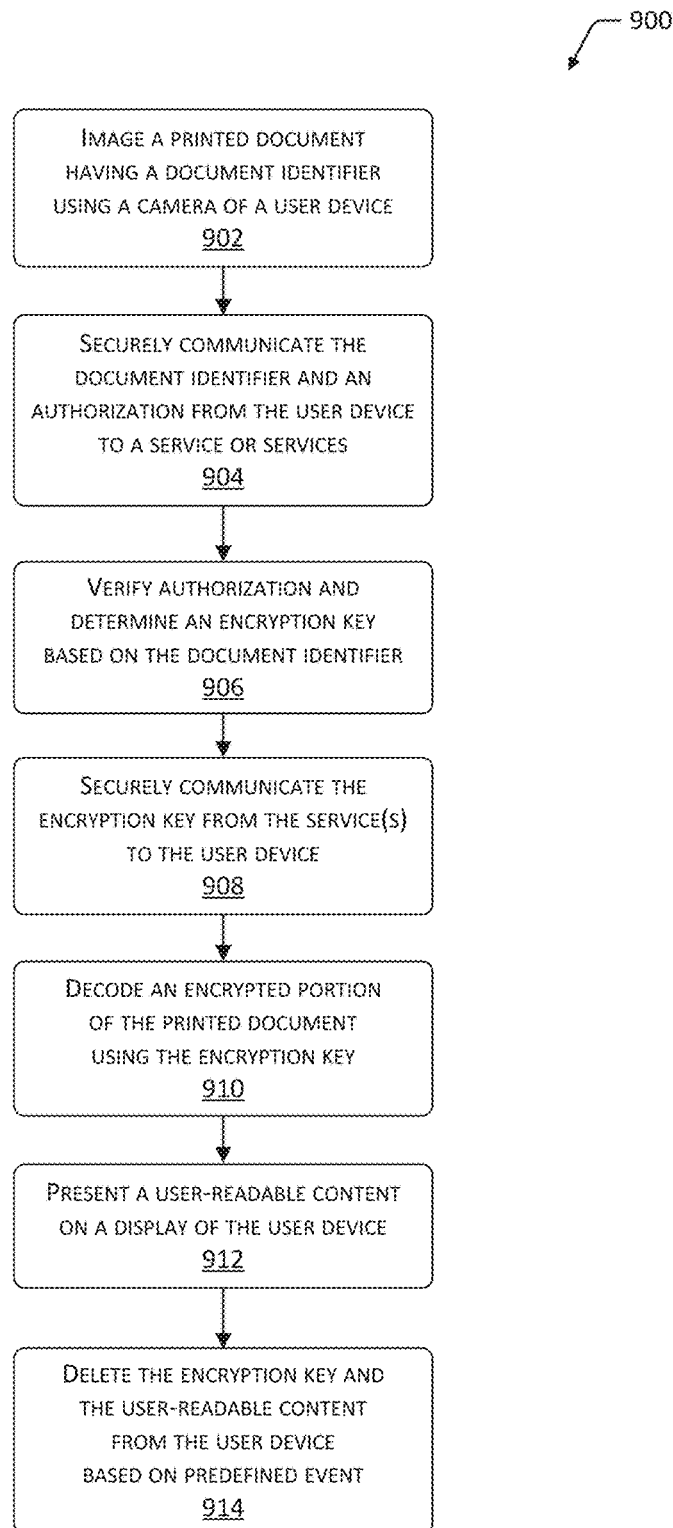 900
IMAGE A PRINTED DOCUMENT
HAVING A DOCUMENT IDENTIFIER
USING A CAMERA OF A USER DEVICE
902
SECURELY COMMUNICATE THE
DOCUMENT IDENTIFIER AND AN
AUTHORIZATION FROM THE USER DEVICE
TO A SERVICE OR SERVICES
904
VERIFY AUTHORIZATION AND
DETERMINE AN ENCRYPTION KEY
BASED ON THE DOCUMENT IDENTIFIER
906
SECURELY COMMUNICATE THE
ENCRYPTION KEY FROM THE SERVICE(S)
TO THE USER DEVICE
908
DECODE AN ENCRYPTED PORTION
OF THE PRINTED DOCUMENT
USING THE ENCRYPTION KEY
910
PRESENT A USER-READABLE CONTENT
ON A DISPLAY OF THE USER DEVICE
912
DELETE THE ENCRYPTION KEY AND
THE USER-READABLE CONTENT
FROM THE USER DEVICE
BASED ON PREDEFINED EVENT
914